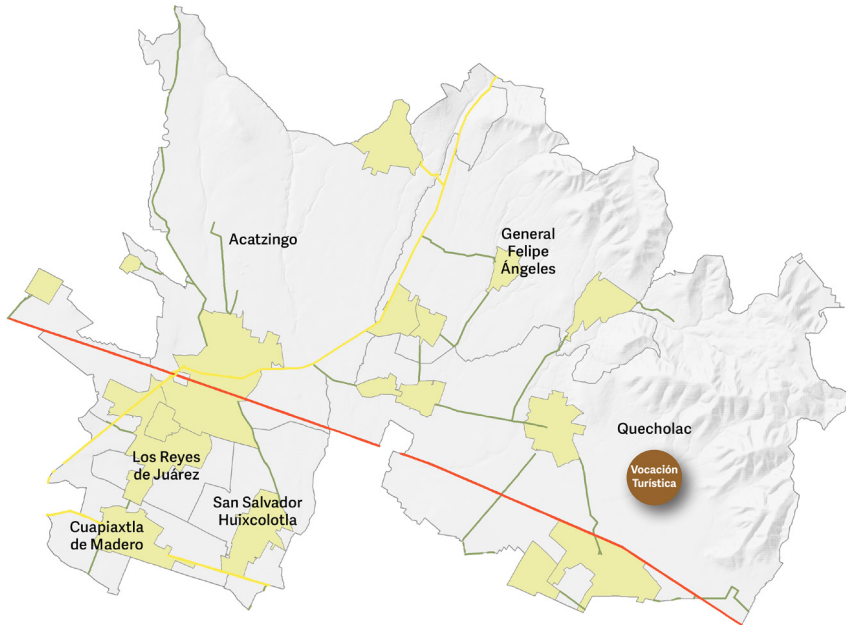 Acatzingo
General
Felipe
Ángeles
Quecholac
Vocación
Turística
Los Reyes
de Juárez
San Salvador
Huixcolotla
Cuapiaxtla
de Madero